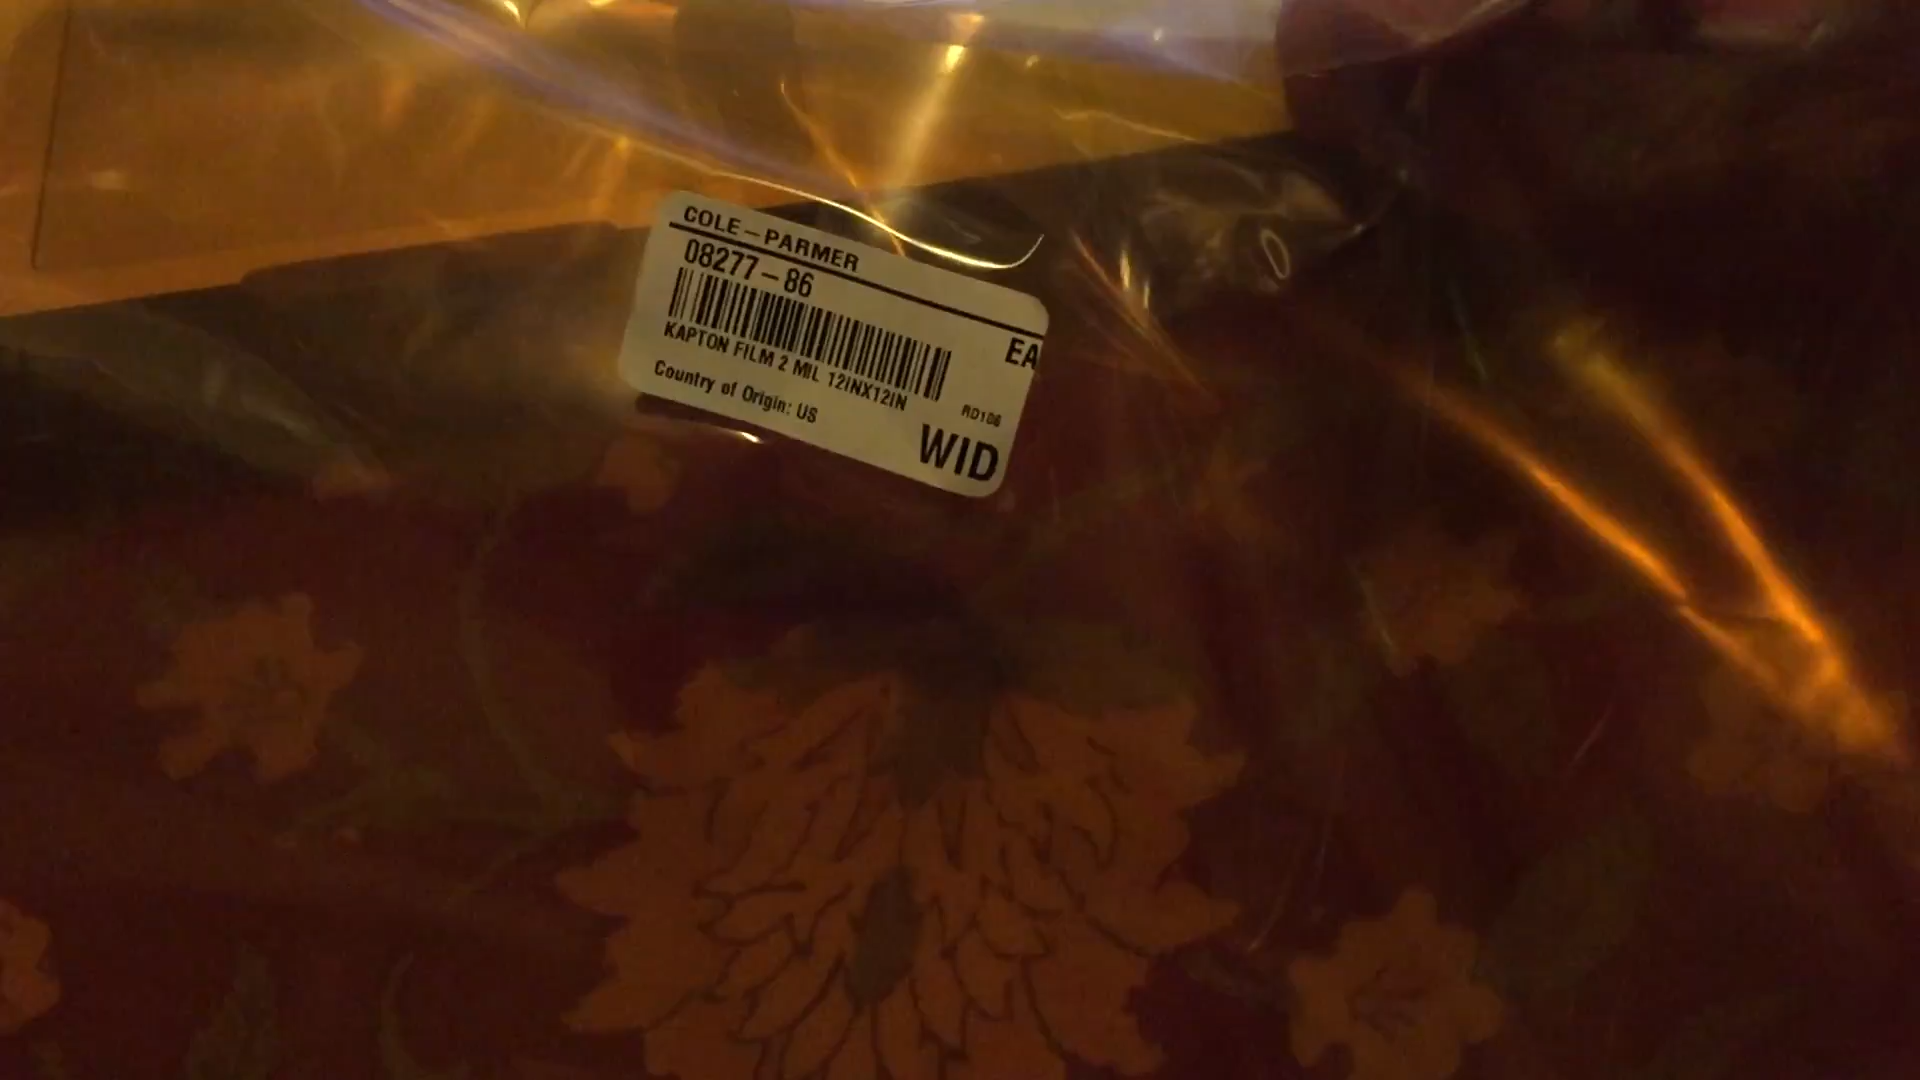 COLE-PARMER
08277-86
EA
KAPTON FILM 2 MIL 12INX12IN
RD106
Country of Origin: US
WID